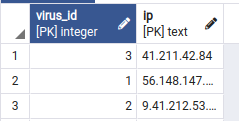 virus_id ip
[PK] integer [PK] text
1 3 41.211.42.84
2 1 56.148.147....
3 2 9.41.212.53....